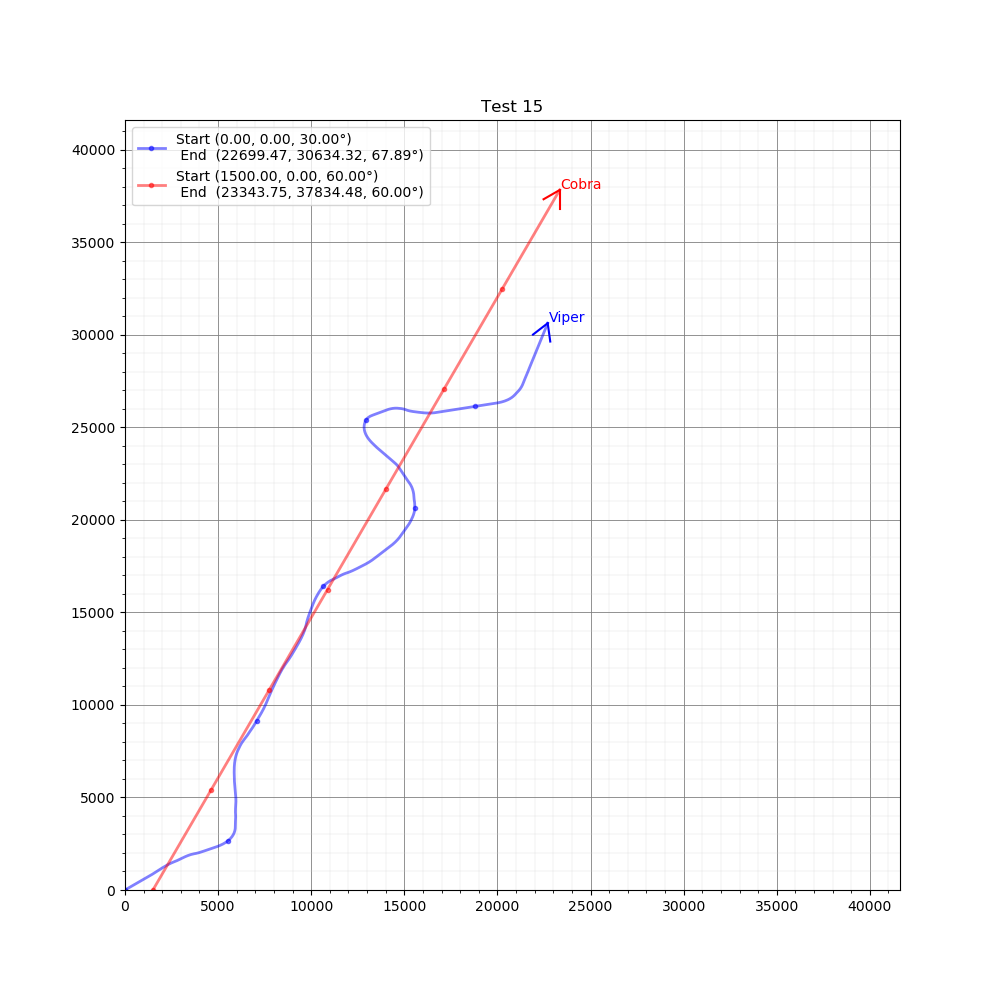 Test 15
Start (0.00, 0.00, 30.00°)
End (22699.47, 30634.32, 67.89°)
Start (1500.00, 0.00, 60.00°)
End (23343.75, 37834.48, 60.00°)
40000
35000
30000
25000
20000
15000
10000
5000
0
Cobra
Viper
0 5000 10000 15000 20000 25000 30000 35000 40000